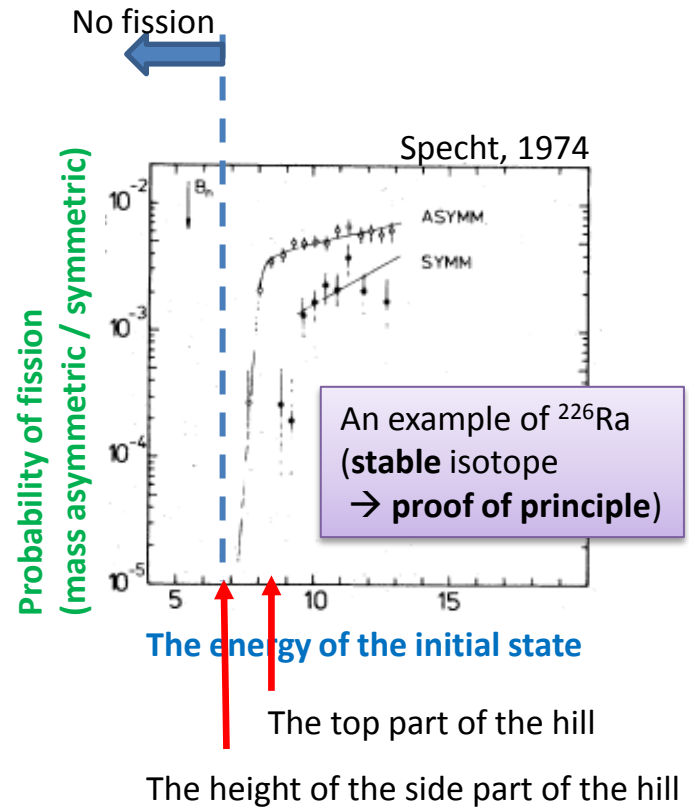 No fission
Specht, 1974
Probability of fission
(mass asymmetric / symmetric)
10⁻²
Bₙ
ASYMM
SYMM
10⁻³
An example of ²²⁶Ra
(stable isotope
→ proof of principle)
10⁻⁴
10⁻⁵
5 10 15
The energy of the initial state
The top part of the hill
The height of the side part of the hill